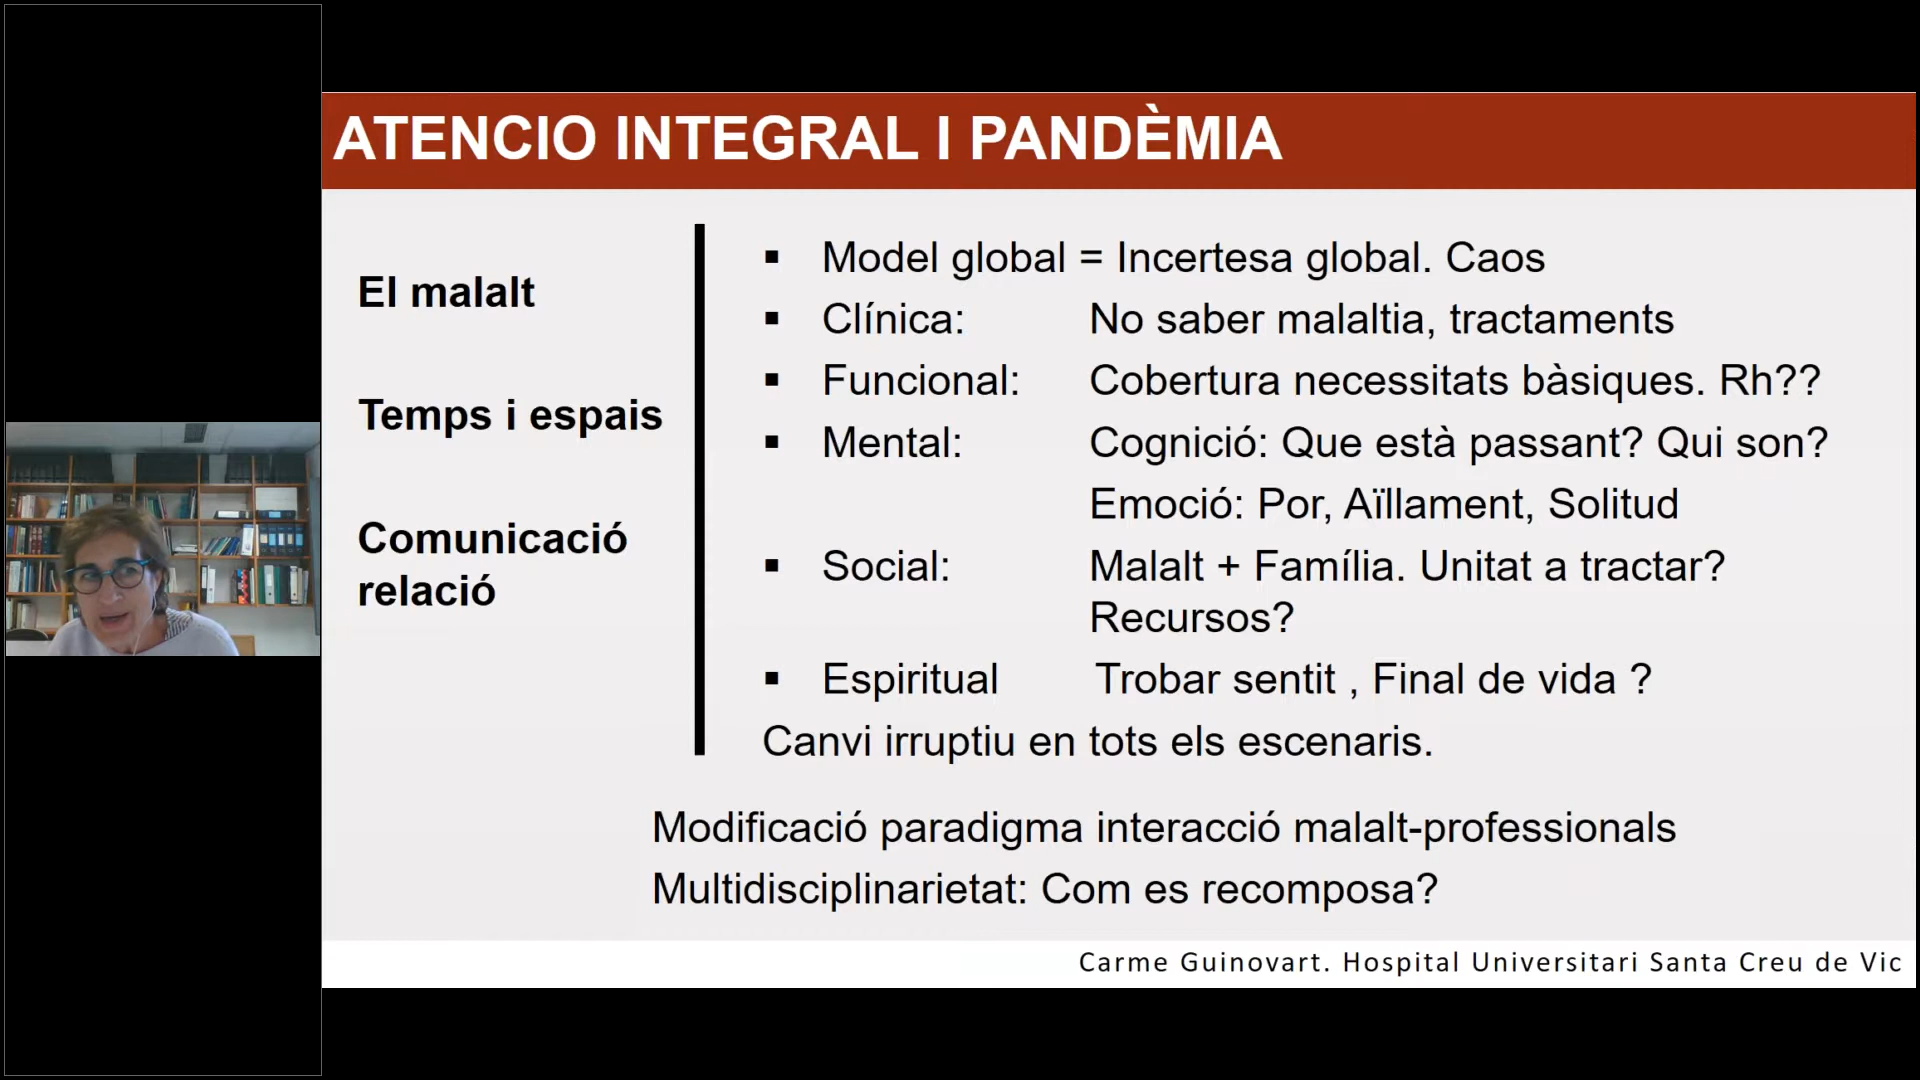 ATENCIO INTEGRAL I PANDÈMIA
El malalt
Temps i espais
Comunicació
relació
▪ Model global = Incertesa global. Caos
▪ Clínica: No saber malaltia, tractaments
▪ Funcional: Cobertura necessitats bàsiques. Rh??
▪ Mental: Cognició: Que està passant? Qui son?
Emoció: Por, Aïllament, Solitud
▪ Social: Malalt + Família. Unitat a tractar?
Recursos?
▪ Espiritual Trobar sentit , Final de vida ?
Canvi irruptiu en tots els escenaris.
Modificació paradigma interacció malalt-professionals
Multidisciplinarietat: Com es recomposa?
Carme Guinovart. Hospital Universitari Santa Creu de Vic